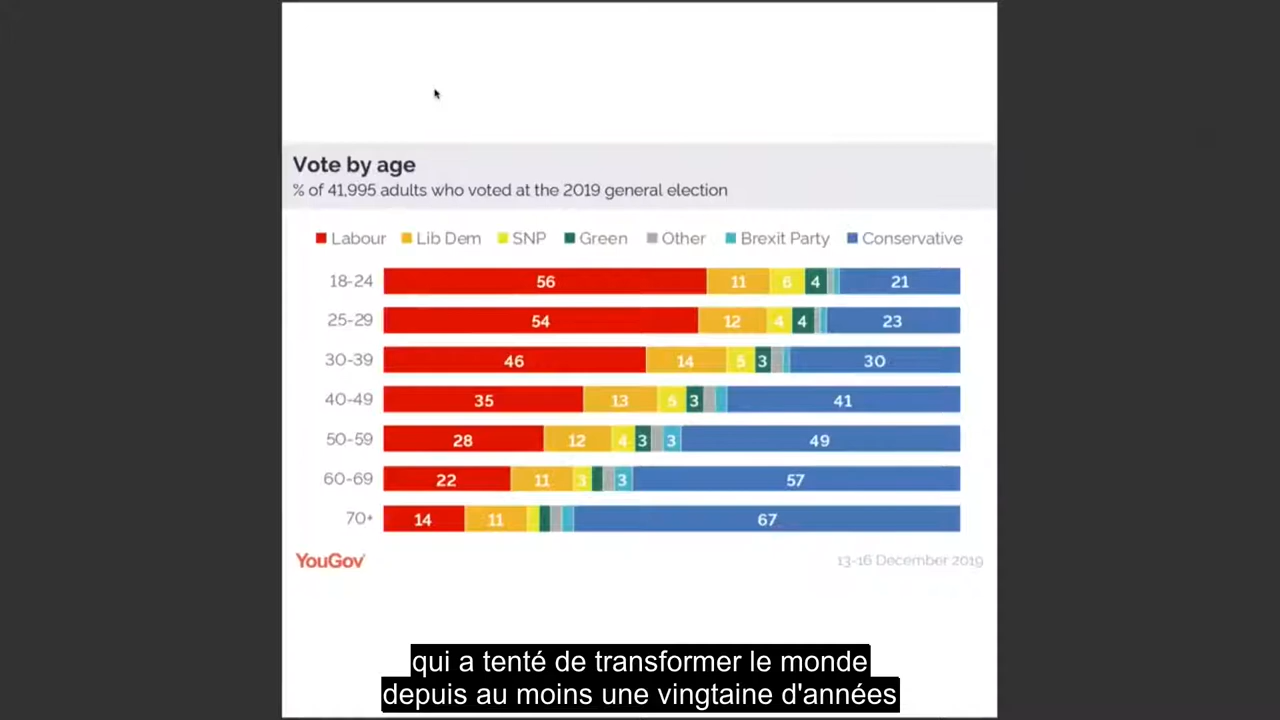 Vote by age
% of 41,995 adults who voted at the 2019 general election
Labour Lib Dem SNP Green Other Brexit Party Conservative
18-24 56 11 6 4 21
25-29 54 12 4 4 23
30-39 46 14 5 3 30
40-49 35 13 5 3 41
50-59 28 12 4 3 3 49
60-69 22 11 3 3 57
70+ 14 11 67
YouGov 13-16 December 2019
qui a tenté de transformer le monde
depuis au moins une vingtaine d'années